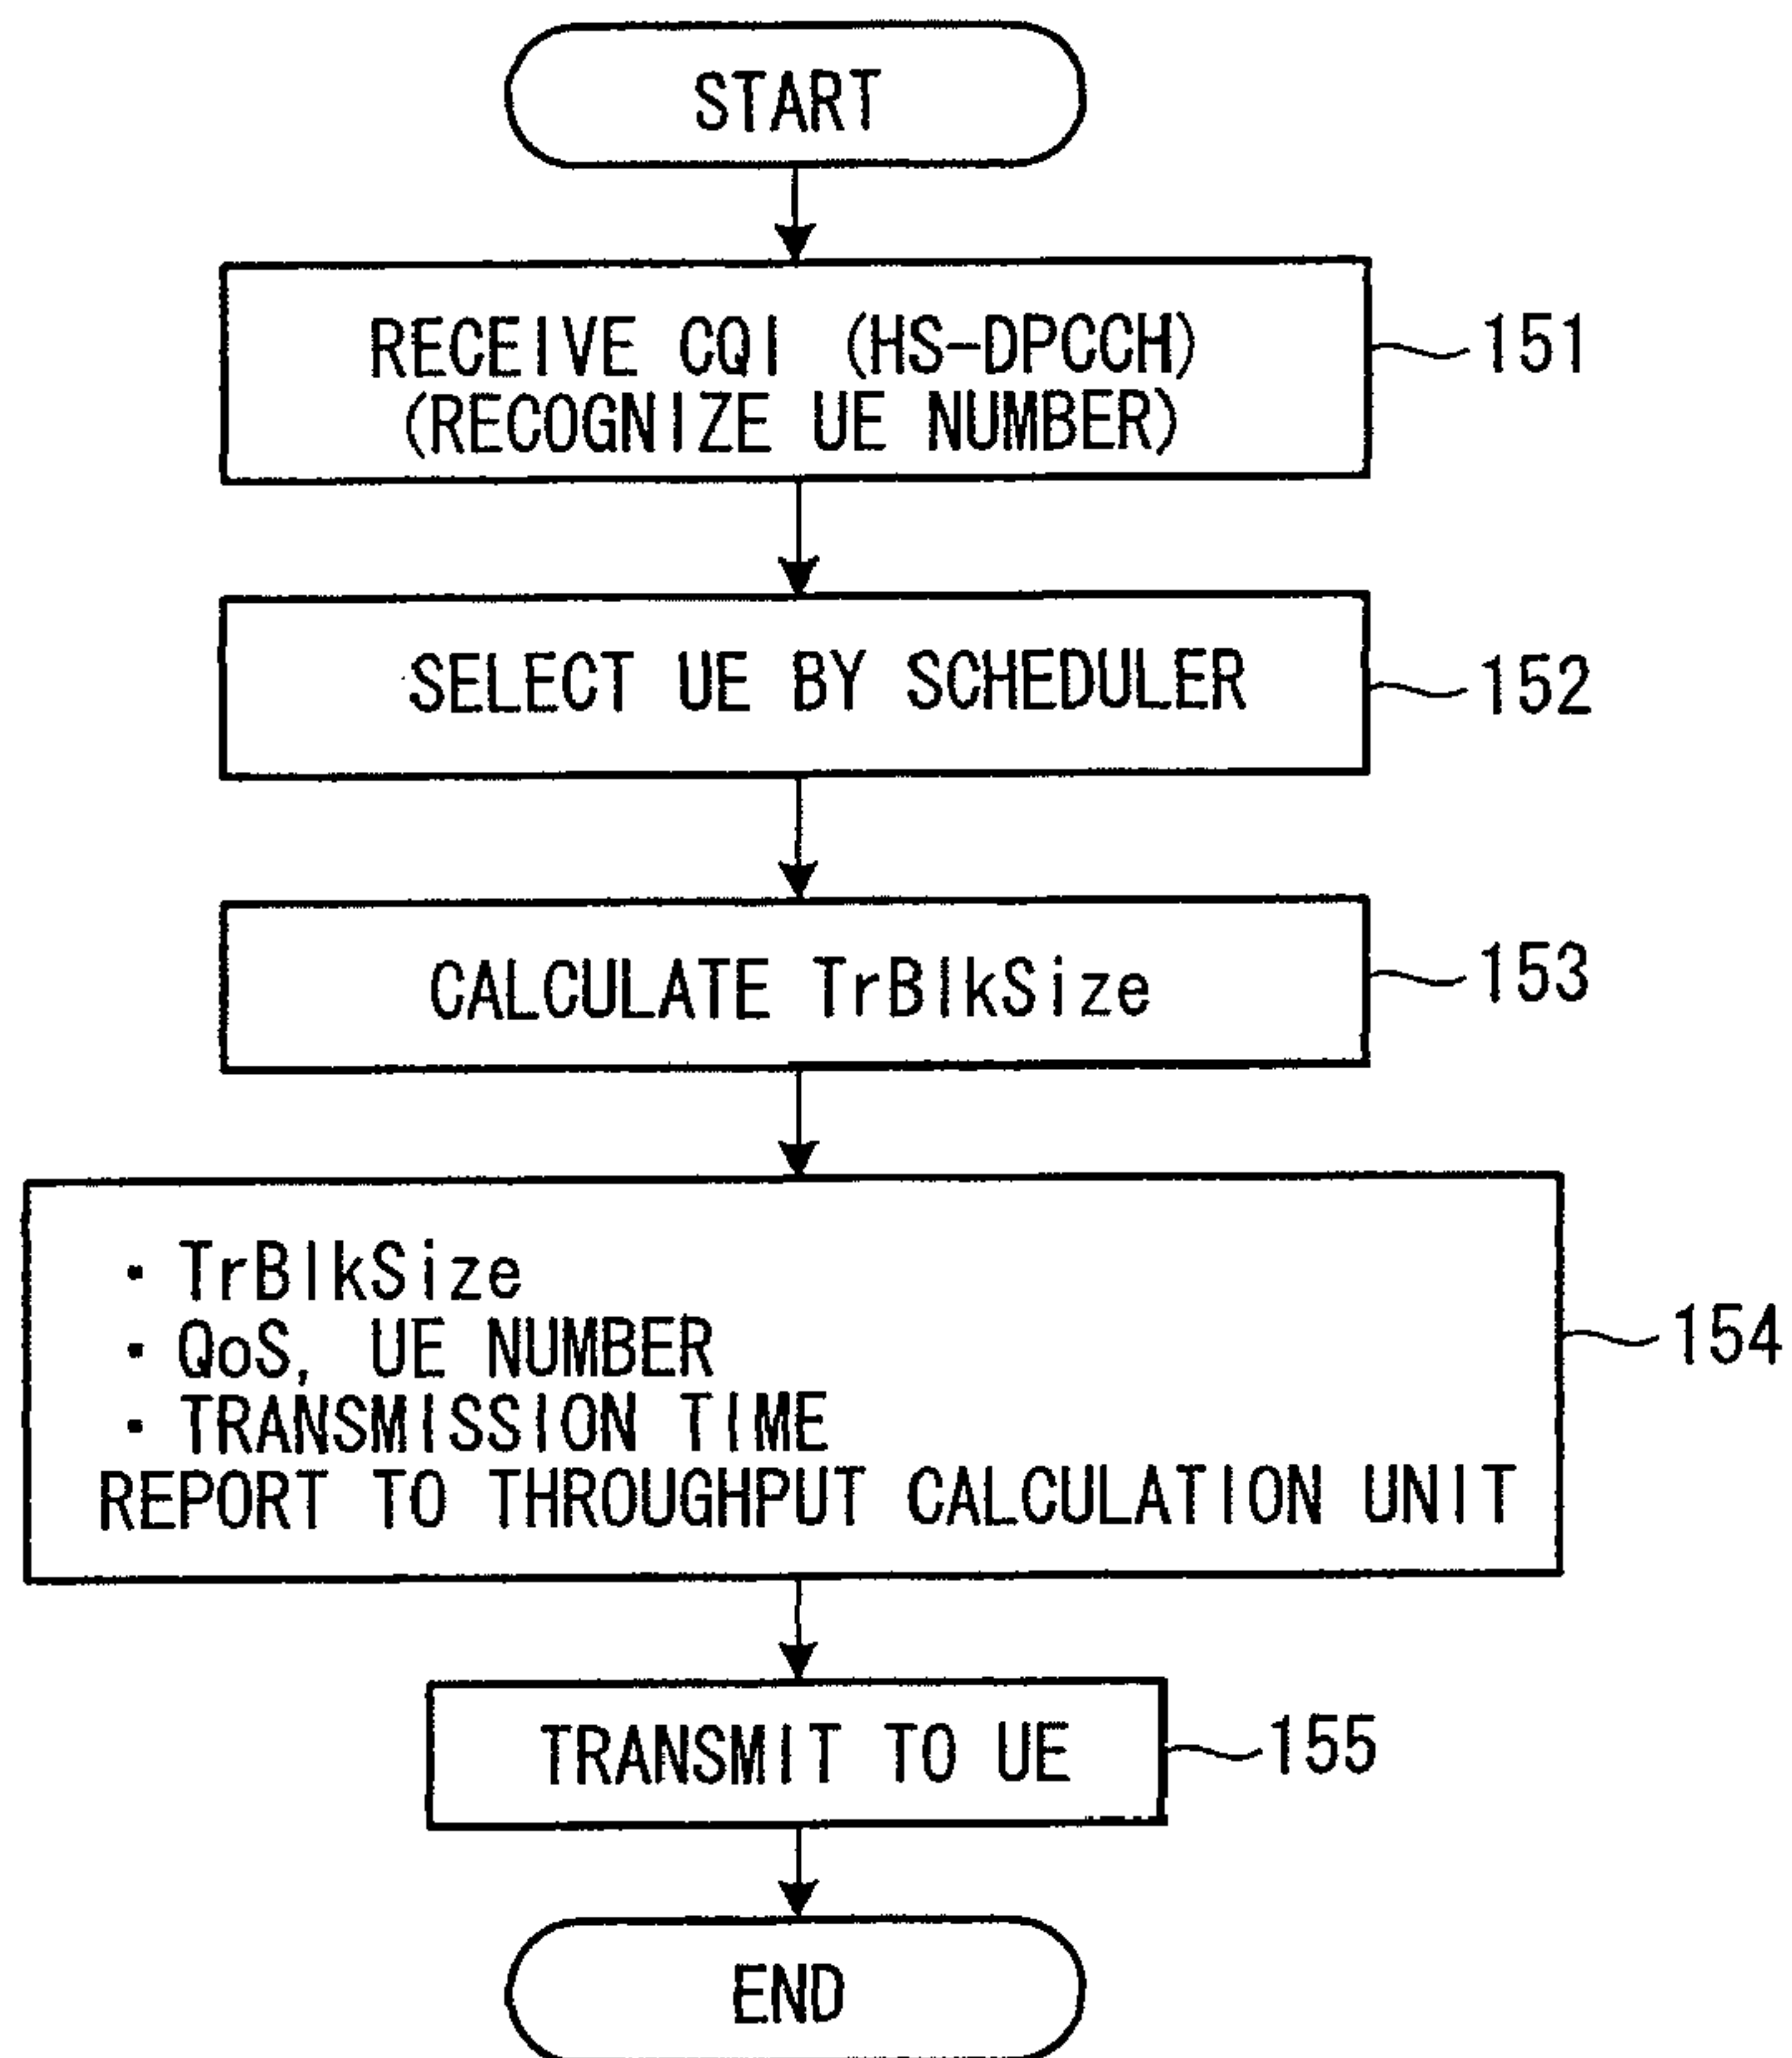 START
RECEIVE CQI (HS-DPCCH)
(RECOGNIZE UE NUMBER)
151
SELECT UE BY SCHEDULER
152
CALCULATE TrBlkSize
153
・TrBlkSize
・QoS, UE NUMBER
・TRANSMISSION TIME
REPORT TO THROUGHPUT CALCULATION UNIT
154
TRANSMIT TO UE
155
END